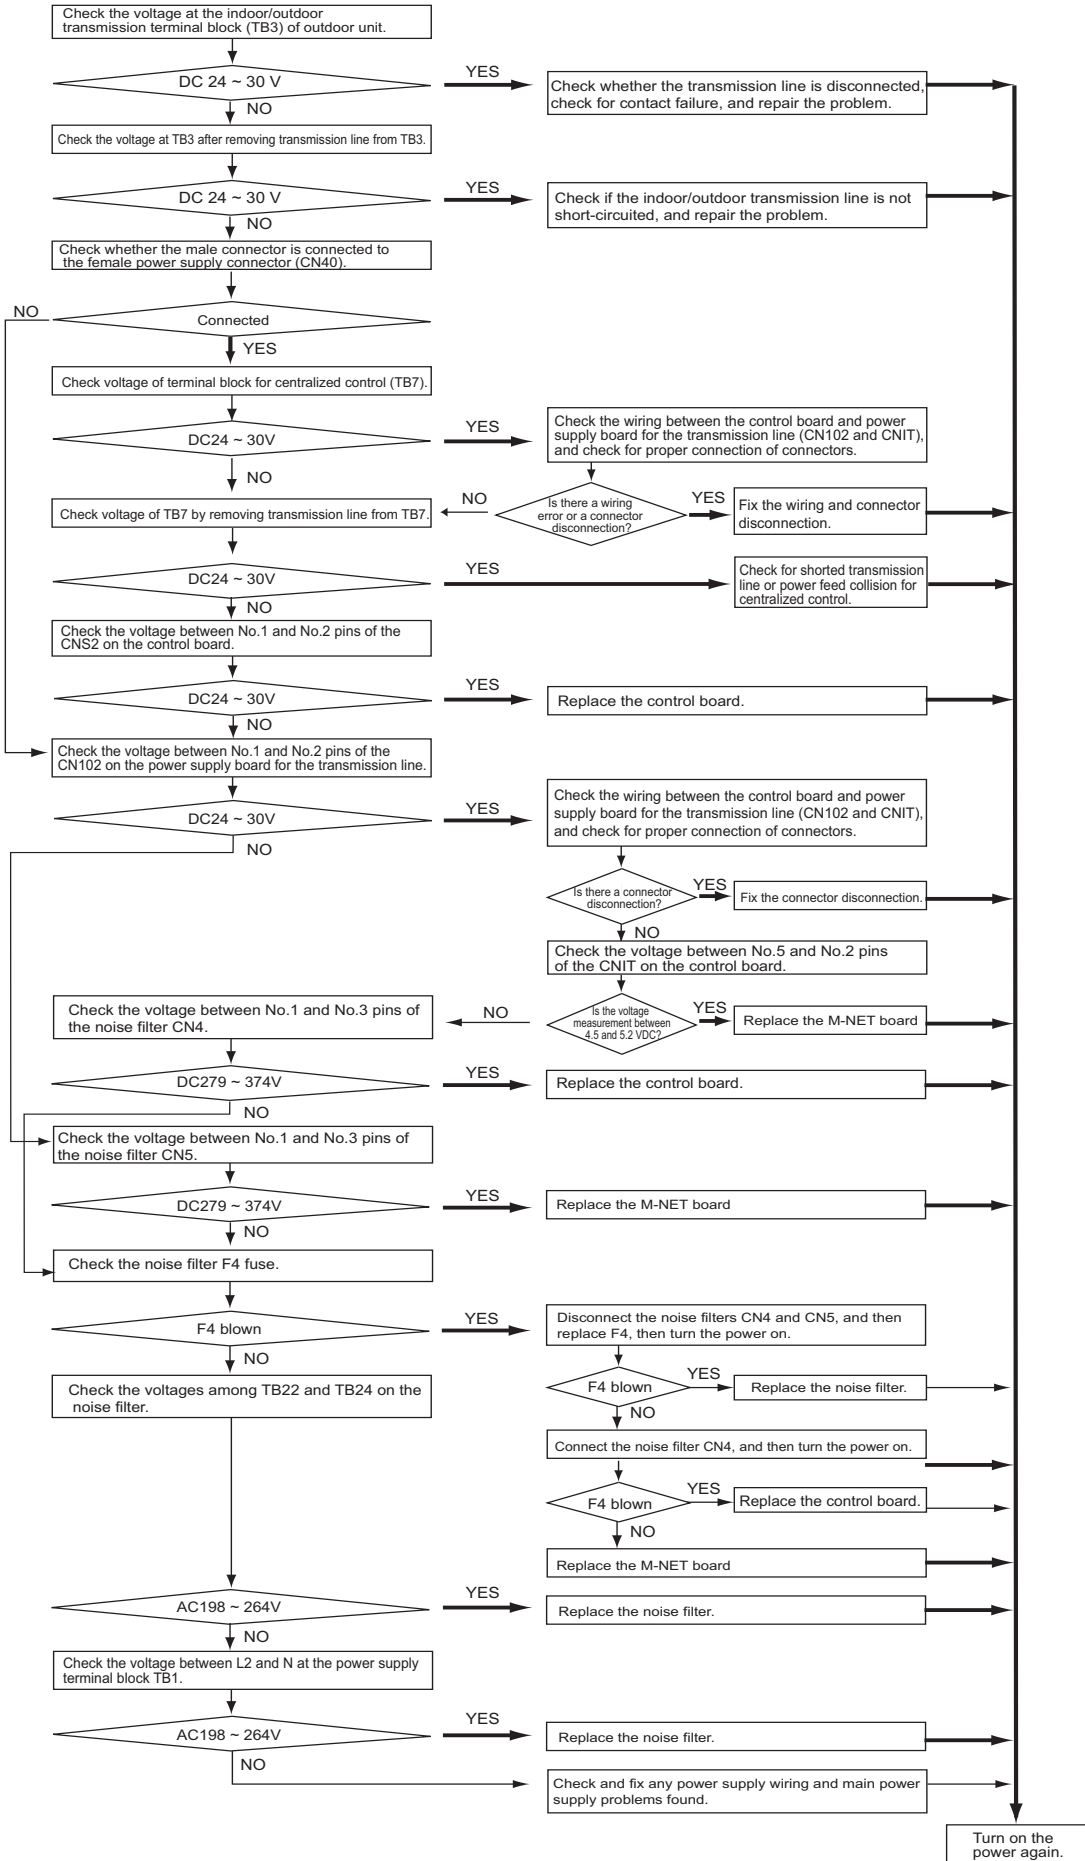 Check the voltage at the indoor/outdoor
transmission terminal block (TB3) of outdoor unit.
DC 24 ~ 30 V
YES
Check whether the transmission line is disconnected,
check for contact failure, and repair the problem.
NO
Check the voltage at TB3 after removing transmission line from TB3.
DC 24 ~ 30 V
YES
Check if the indoor/outdoor transmission line is not
short-circuited, and repair the problem.
NO
Check whether the male connector is connected to
the female power supply connector (CN40).
NO
Connected
YES
Check voltage of terminal block for centralized control (TB7).
DC24 ~ 30V
YES
Check the wiring between the control board and power
supply board for the transmission line (CN102 and CNIT),
and check for proper connection of connectors.
NO
Is there a wiring
error or a connector
disconnection?
NO
YES
Fix the wiring and connector
disconnection.
Check voltage of TB7 by removing transmission line from TB7.
DC24 ~ 30V
YES
Check for shorted transmission
line or power feed collision for
centralized control.
NO
Check the voltage between No.1 and No.2 pins of the
CNS2 on the control board.
DC24 ~ 30V
YES
Replace the control board.
NO
Check the voltage between No.1 and No.2 pins of the
CN102 on the power supply board for the transmission line.
DC24 ~ 30V
YES
Check the wiring between the control board and power
supply board for the transmission line (CN102 and CNIT),
and check for proper connection of connectors.
NO
Is there a connector
disconnection?
YES
Fix the connector disconnection.
NO
Check the voltage between No.5 and No.2 pins
of the CNIT on the control board.
Is the voltage
measurement between
4.5 and 5.2 VDC?
YES
Replace the M-NET board
NO
Check the voltage between No.1 and No.3 pins of
the noise filter CN4.
DC279 ~ 374V
YES
Replace the control board.
NO
Check the voltage between No.1 and No.3 pins of
the noise filter CN5.
DC279 ~ 374V
YES
Replace the M-NET board
NO
Check the noise filter F4 fuse.
F4 blown
YES
Disconnect the noise filters CN4 and CN5, and then
replace F4, then turn the power on.
NO
F4 blown
YES
Replace the noise filter.
NO
Check the voltages among TB22 and TB24 on the
noise filter.
Connect the noise filter CN4, and then turn the power on.
F4 blown
YES
Replace the control board.
NO
Replace the M-NET board
AC198 ~ 264V
YES
Replace the noise filter.
NO
Check the voltage between L2 and N at the power supply
terminal block TB1.
AC198 ~ 264V
YES
Replace the noise filter.
NO
Check and fix any power supply wiring and main power
supply problems found.
Turn on the
power again.